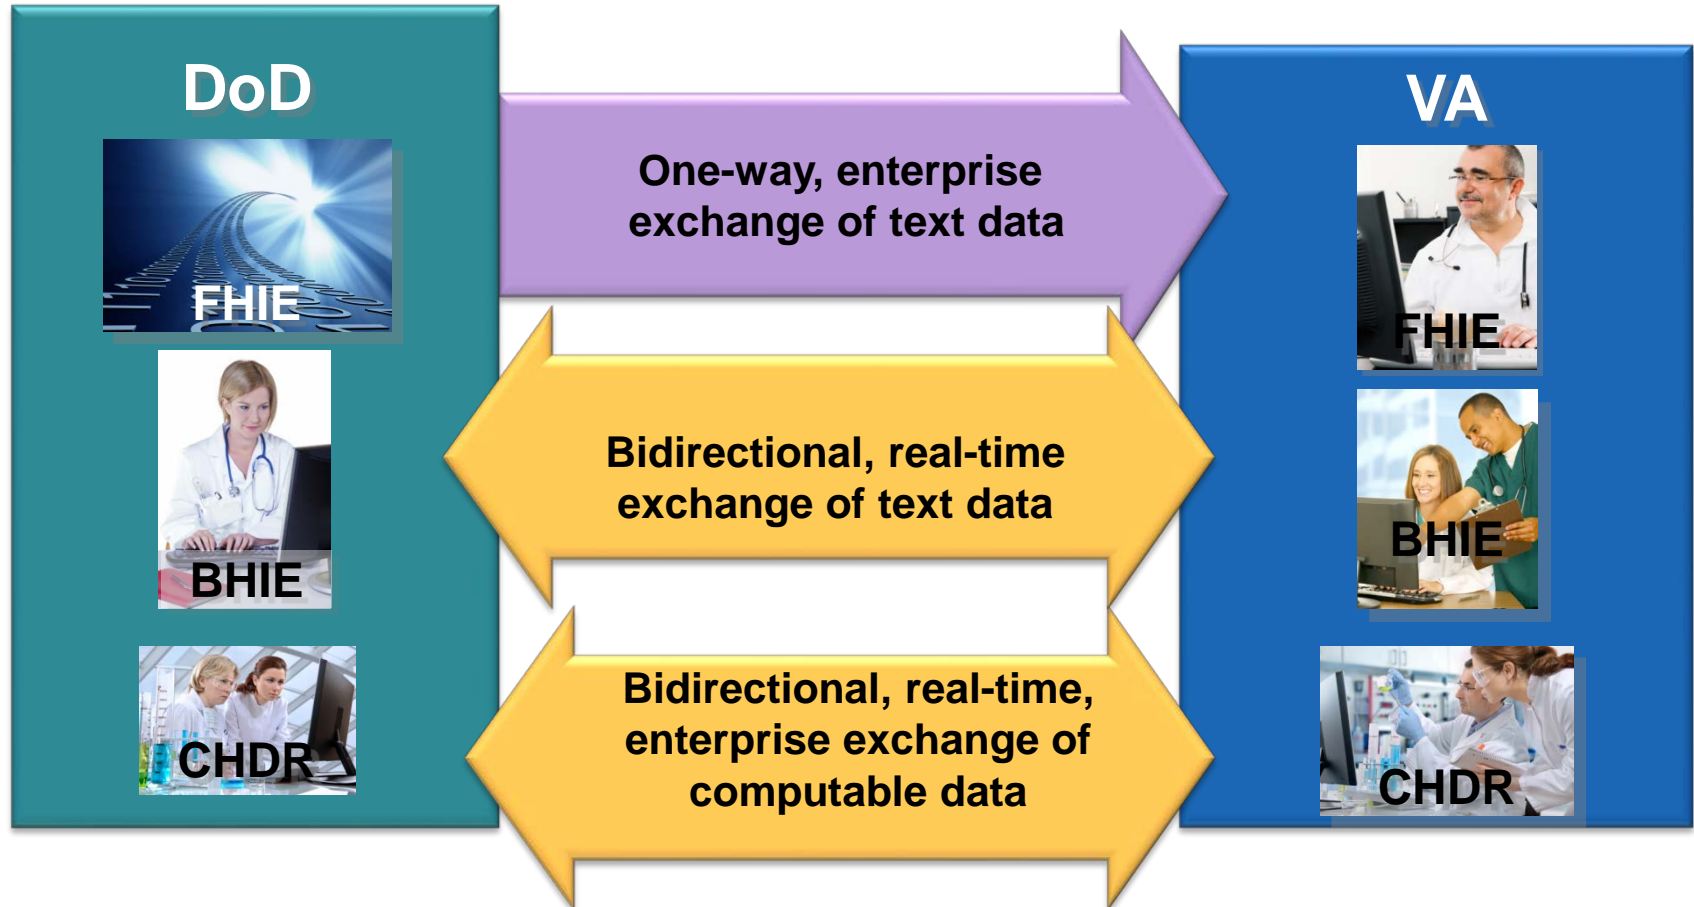 DoD
FHIE
BHIE
CHDR
One-way, enterprise
exchange of text data
Bidirectional, real-time
exchange of text data
Bidirectional, real-time,
enterprise exchange of
computable data
VA
FHIE
BHIE
CHDR